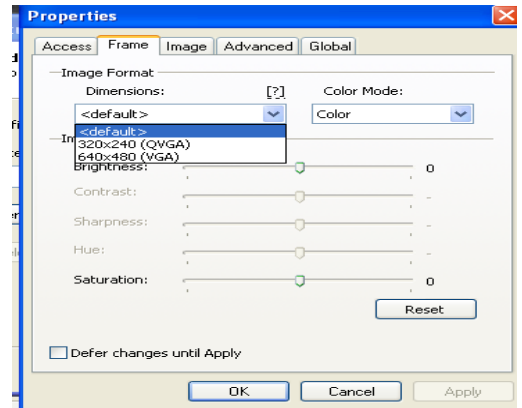 Properties
Access Frame Image Advanced Global
Image Format
Dimensions: [?] Color Mode:
<default> Color
<default>
320x240 (QVGA)
640x480 (VGA)
Brightness: 0
Contrast: -
Sharpness: -
Hue: -
Saturation: 0
Reset
Defer changes until Apply
OK Cancel Apply